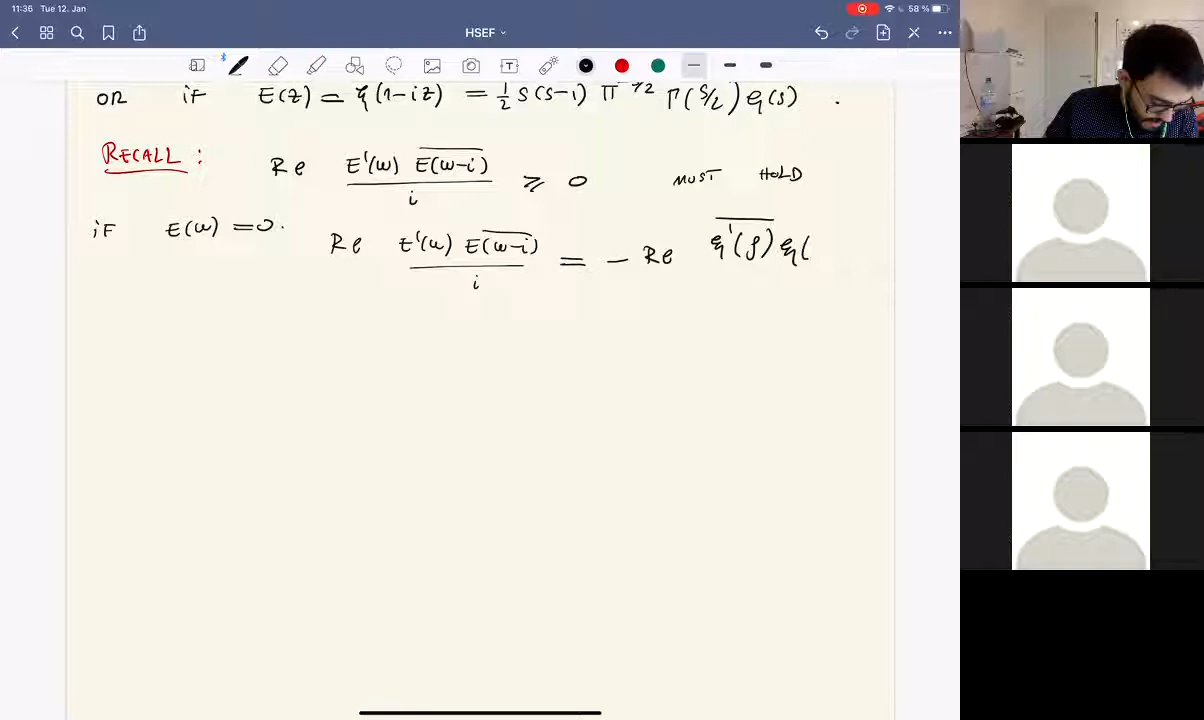 11:36 Tue 12. Jan
58 %
HSEF
OR if E(z) = ξ(1-iz) = 1/2 s(s-1) π^-s/2 Γ(s/2) ζ(s) .
RECALL :
Re E'(w) \overline{E(w-i)} / i ⩾ 0 MUST HOLD
if E(w) = 0.
Re E'(w) \overline{E(w-i)} / i = - Re \overline{ξ'(ρ)} ξ(